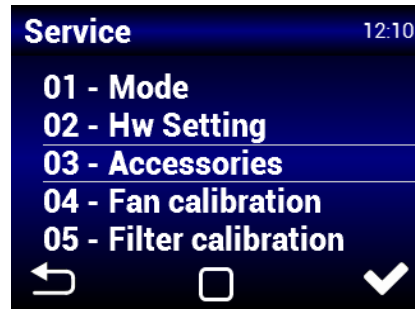 Service 12:10
01 - Mode
02 - Hw Setting
03 - Accessories
04 - Fan calibration
05 - Filter calibration